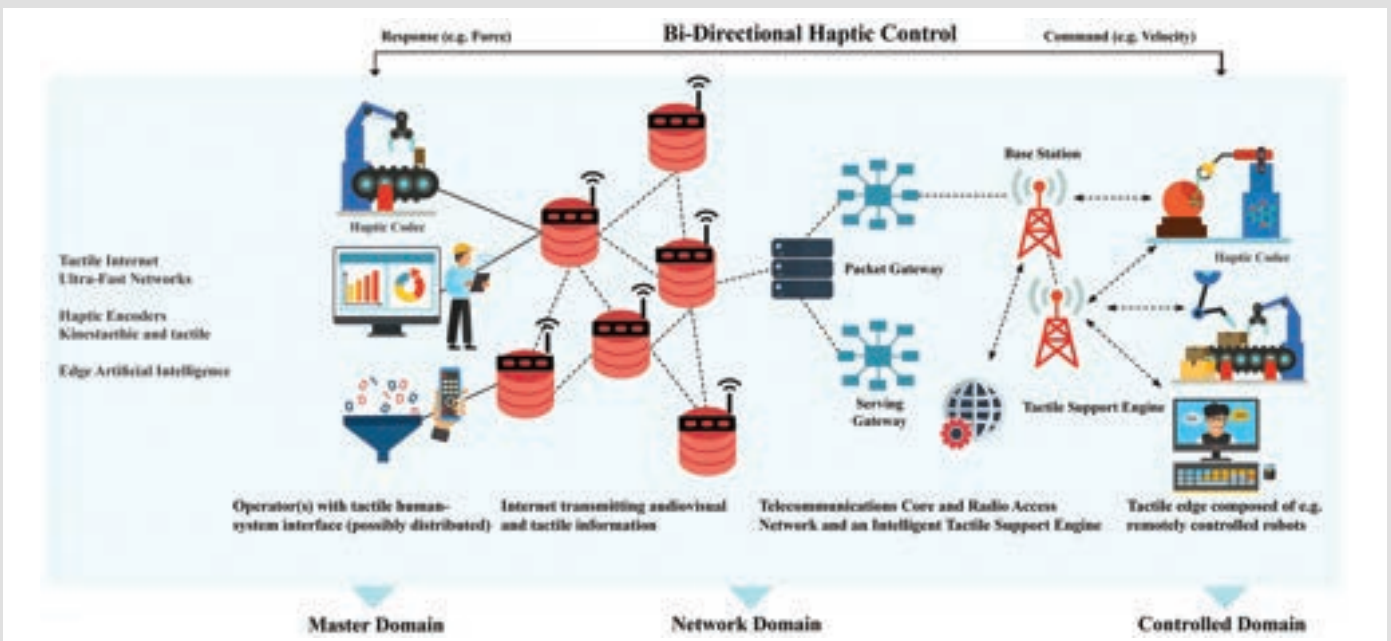 Response (e.g. Force)
Bi-Directional Haptic Control
Command (e.g. Velocity)
Base Station
Haptic Codec
Haptic Codec
Tactile Internet
Ultra-Fast Networks
Packet Gateway
Haptic Encoders
Kinestaethic and tactile
Edge Artificial Intelligence
Serving
Gateway
Tactile Support Engine
Operator(s) with tactile human-
system interface (possibly distributed)
Internet transmitting audiovisual
and tactile information
Telecommunications Core and Radio Access
Network and an Intelligent Tactile Support Engine
Tactile edge composed of e.g.
remotely controlled robots
Master Domain
Network Domain
Controlled Domain